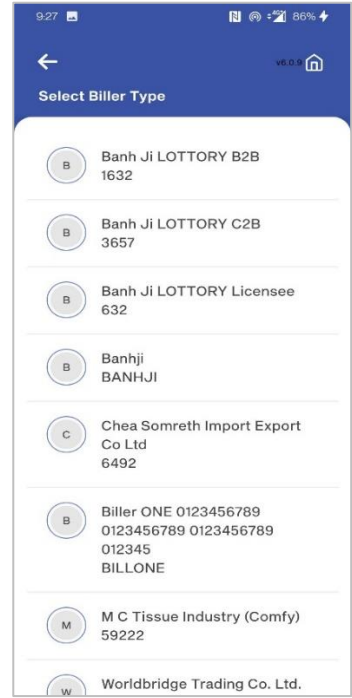 9:27 4G 86%
v6.0.9
Select Biller Type
B Banh Ji LOTTORY B2B
1632
B Banh Ji LOTTORY C2B
3657
B Banh Ji LOTTORY Licensee
632
B Banhji
BANHJI
C Chea Somreth Import Export
Co Ltd
6492
B Biller ONE 0123456789
0123456789 0123456789
012345
BILLONE
M M C Tissue Industry (Comfy)
59222
W Worldbridge Trading Co. Ltd.